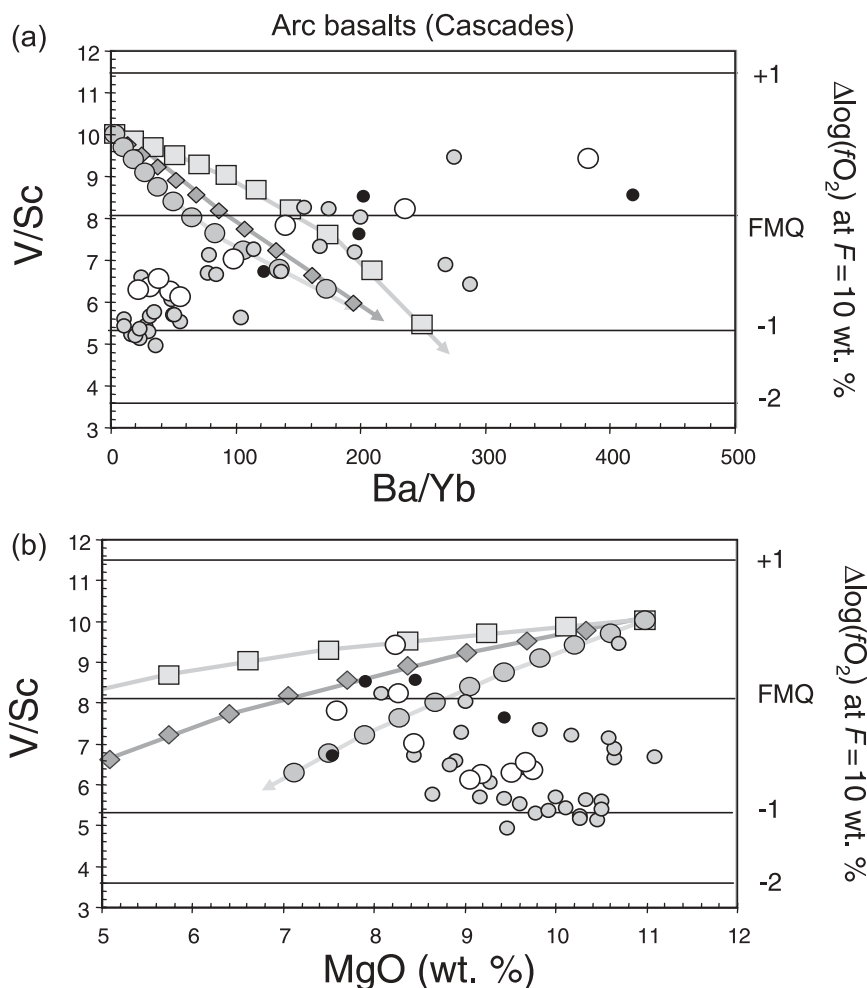 Arc basalts (Cascades)
(a)
12
11
10
9
8
7
6
5
4
3
V/Sc
+1
FMQ
-1
-2
Δlog(fO2) at F = 10 wt. %
0 100 200 300 400 500
Ba/Yb
(b)
12
11
10
9
8
7
6
5
4
3
V/Sc
+1
FMQ
-1
-2
Δlog(fO2) at F = 10 wt. %
5 6 7 8 9 10 11 12
MgO (wt. %)